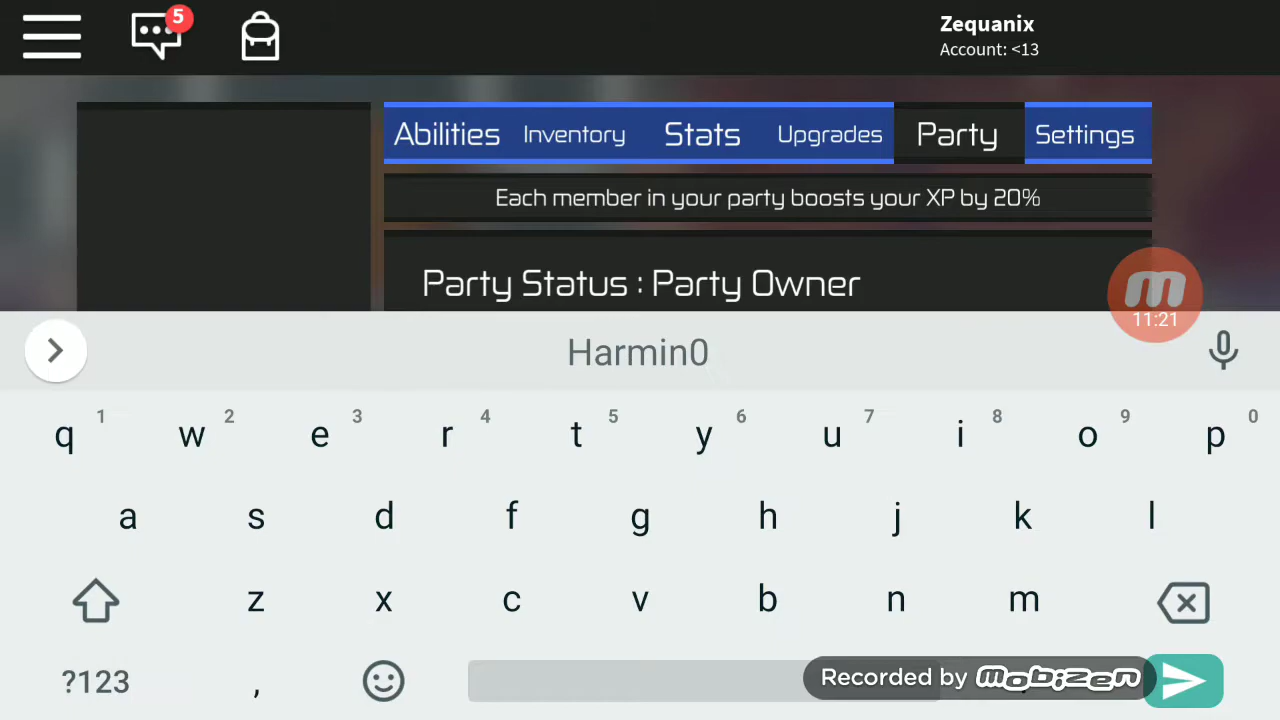 5
Zequanix
Account: <13
Abilities Inventory Stats Upgrades Party Settings
Each member in your party boosts your XP by 20%
Party Status : Party Owner
11:21
Harmin0
q 1 w 2 e 3 r 4 t 5 y 6 u 7 i 8 o 9 p 0
a s d f g h j k l
z x c v b n m
?123 ,
Recorded by mobizen